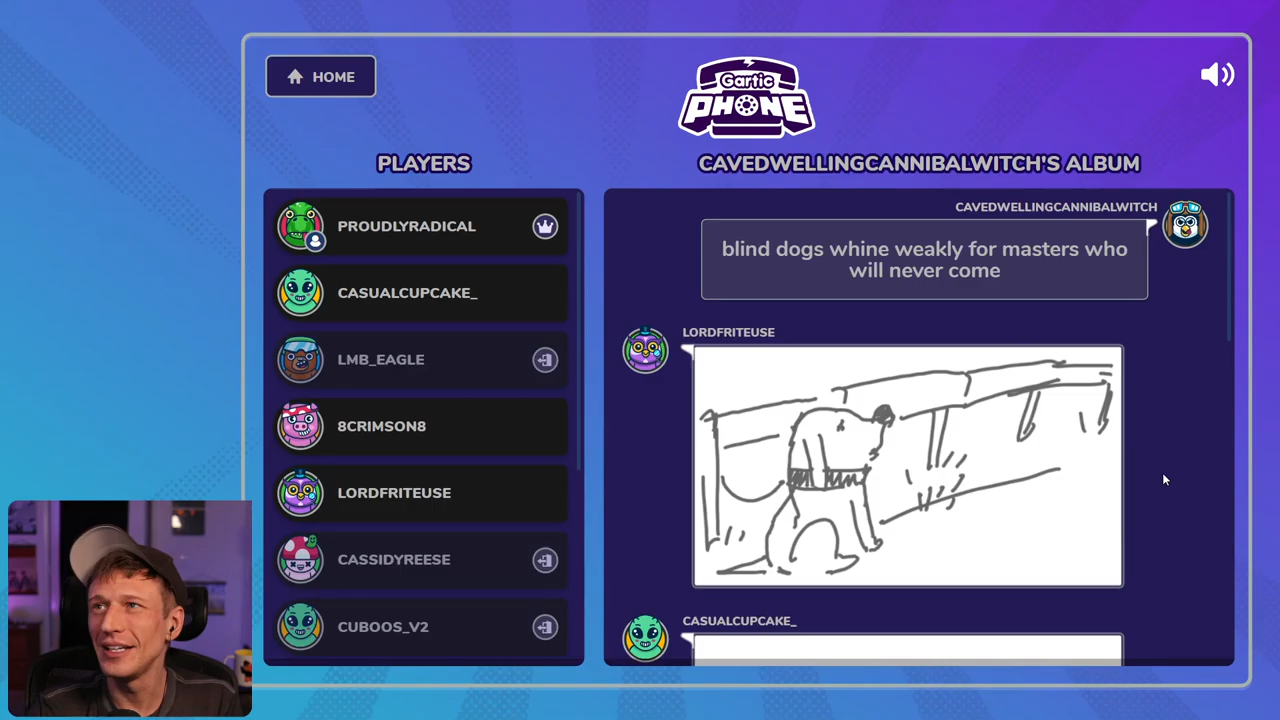 HOME
Gartic
PHONE
PLAYERS
PROUDLYRADICAL
CASUALCUPCAKE_
LMB_EAGLE
8CRIMSON8
LORDFRITEUSE
CASSIDYREESE
CUBOOS_V2
CAVEDWELLINGCANNIBALWITCH'S ALBUM
CAVEDWELLINGCANNIBALWITCH
blind dogs whine weakly for masters who
will never come
LORDFRITEUSE
CASUALCUPCAKE_